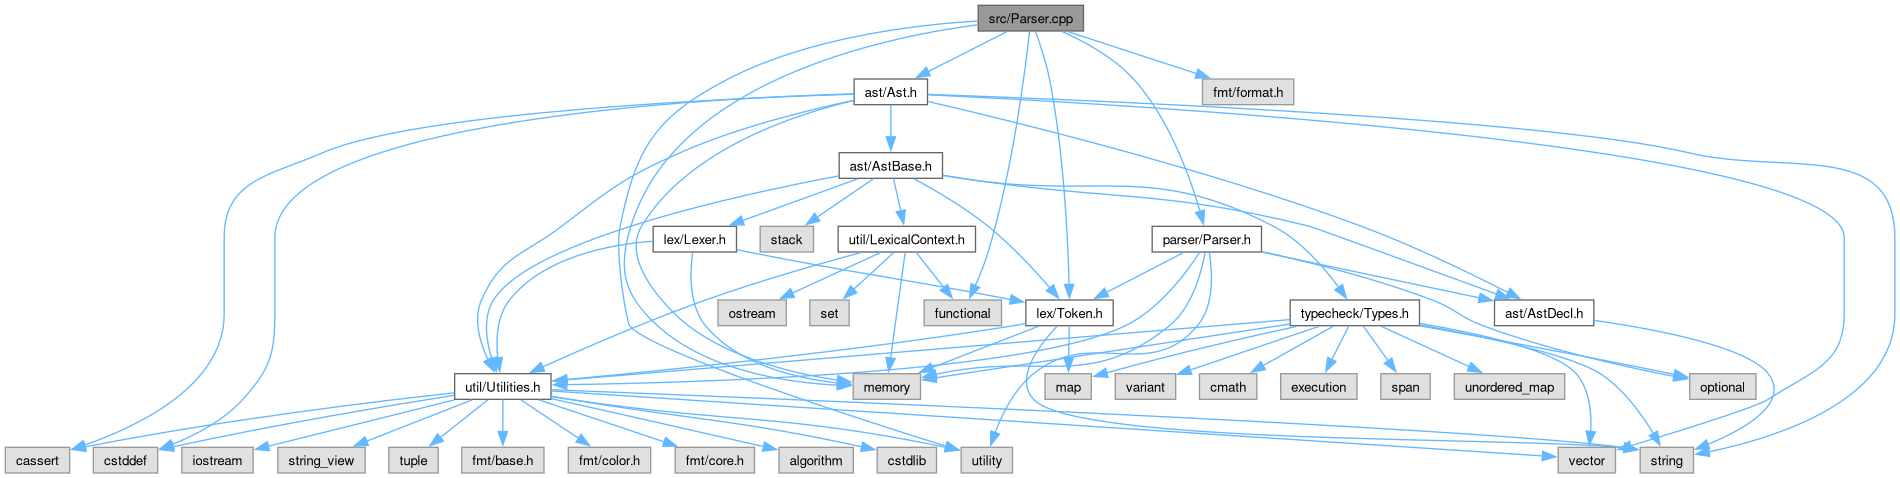 src/Parser.cpp
ast/Ast.h
fmt/format.h
ast/AstBase.h
lex/Lexer.h
stack
util/LexicalContext.h
parser/Parser.h
ostream
set
functional
lex/Token.h
typecheck/Types.h
ast/AstDecl.h
util/Utilities.h
memory
map
variant
cmath
execution
span
unordered_map
optional
cassert
cstddef
iostream
string_view
tuple
fmt/base.h
fmt/color.h
fmt/core.h
algorithm
cstdlib
utility
vector
string